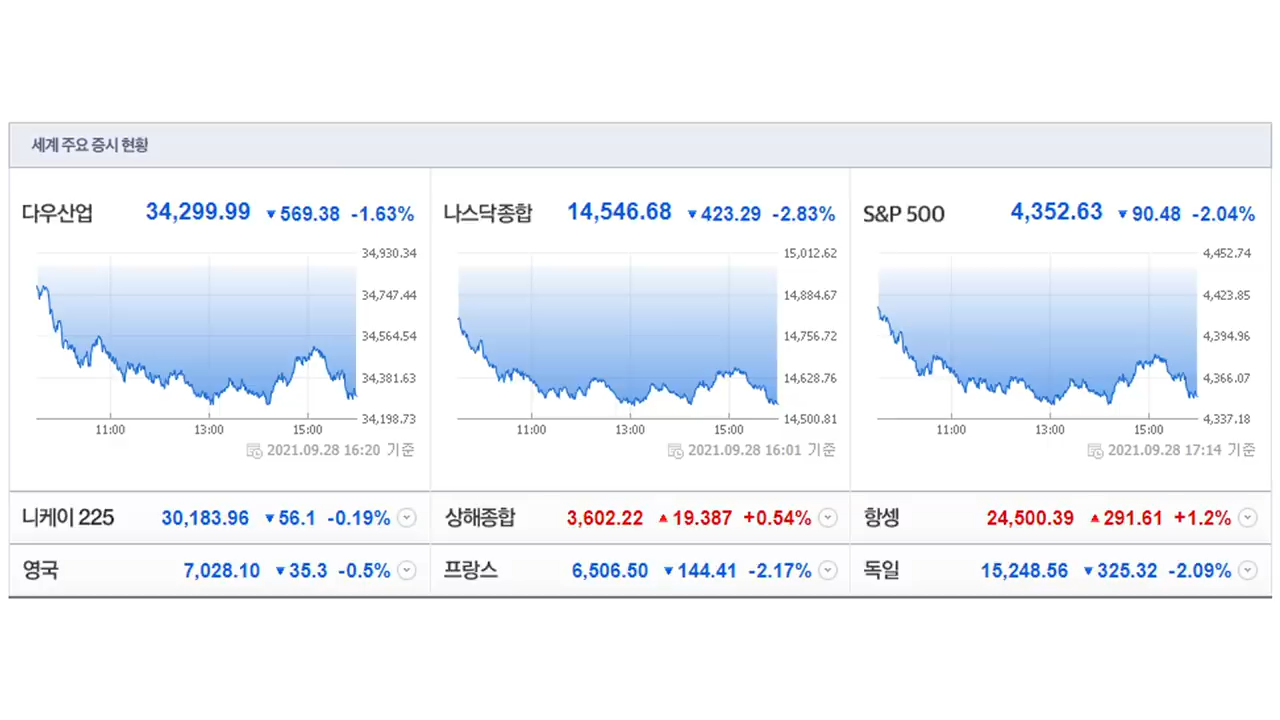 세계 주요 증시 현황
다우산업 34,299.99 ▼569.38 -1.63%
34,930.34
34,747.44
34,564.54
34,381.63
34,198.73
11:00 13:00 15:00
2021.09.28 16:20 기준
나스닥종합 14,546.68 ▼423.29 -2.83%
15,012.62
14,884.67
14,756.72
14,628.76
14,500.81
11:00 13:00 15:00
2021.09.28 16:01 기준
S&P 500 4,352.63 ▼90.48 -2.04%
4,452.74
4,423.85
4,394.96
4,366.07
4,337.18
11:00 13:00 15:00
2021.09.28 17:14 기준
니케이 225 30,183.96 ▼56.1 -0.19%
상해종합 3,602.22 ▲19.387 +0.54%
항셍 24,500.39 ▲291.61 +1.2%
영국 7,028.10 ▼35.3 -0.5%
프랑스 6,506.50 ▼144.41 -2.17%
독일 15,248.56 ▼325.32 -2.09%